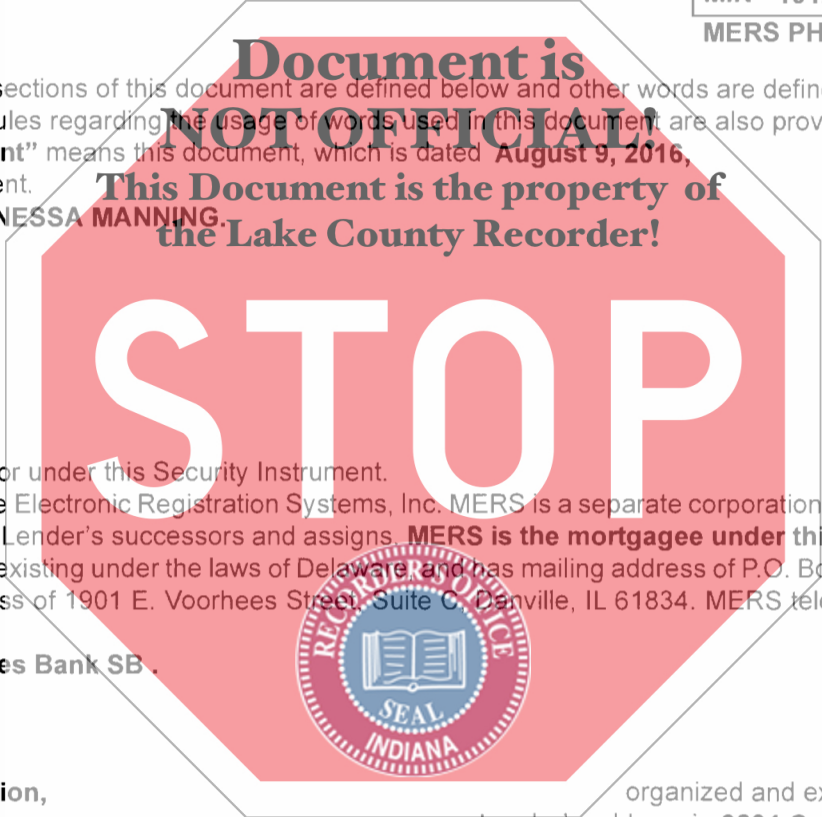 MERS PH
Document is
sections of this document are defined below and other words are defin
ules regarding the usage of words used in this document are also prov
NOT OFFICIAL!
nt” means this document, which is dated August 9, 2016,
ent.
This Document is the property of
NESSA MANNING.
the Lake County Recorder!
STOP
or under this Security Instrument.
e Electronic Registration Systems, Inc. MERS is a separate corporation
Lender’s successors and assigns. MERS is the mortgagee under thi
existing under the laws of Delaware, and has mailing address of P.O. Bo
ss of 1901 E. Voorhees Street, Suite C, Danville, IL 61834. MERS tele
RECORDER'S OFFICE
es Bank SB .
SEAL
INDIANA
ion,
organized and ex